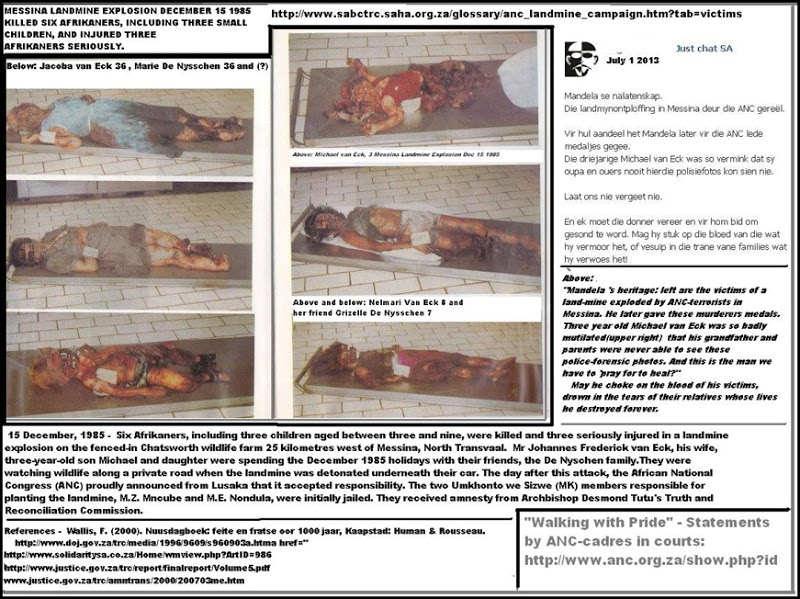 MESSINA LANDMINE EXPLOSION DECEMBER 15 1985
KILLED SIX AFRIKANERS, INCLUDING THREE SMALL
CHILDREN, AND INJURED THREE
AFRIKANERS SERIOUSLY.
Below: Jacoba van Eck 36 , Marie De Nysschen 36 and (?)
http://www.sabctrc.saha.org.za/glossary/anc_landmine_campaign.htm?tab=victims
Above: Michael van Eck, 3 Messina Landmine Explosion Dec 15 1985
Above and below: Nelmari Van Eck 8 and
her friend Grizelle De Nysschen 7
Just chat SA
July 1 2013
Mandela se nalatenskap.
Die landmynontploffing in Messina deur die ANC gereël.
Vir hul aandeel het Mandela later vir die ANC lede
medaljes gegee.
Die driejarige Michael van Eck was so vermink dat sy
oupa en ouers nooit hierdie polisiefotos kon sien nie.
Laat ons nie vergeet nie.
En ek moet die donner vereer en vir hom bid om
gesond te word. Mag hy stuk op die bloed van die wat
hy vermoor het, of vesuip in die trane vane families wat
hy verwoes het!
Above:
"Mandela 's heritage: left are the victims of a
land-mine exploded by ANC-terrorists in
Messina. He later gave these murderers medals.
Three year old Michael van Eck was so badly
mutilated(upper right)  that his grandfather and
parents were never able to see these
police-forensic photos. And this is the man we
have to 'pray for to heal?"
May he choke on the blood of his victims,
drown in the tears of their relatives whose lives
he destroyed forever.
15 December, 1985 -  Six Afrikaners, including three children aged between three and nine, were killed and three seriously injured in a landmine
explosion on the fenced-in Chatsworth wildlife farm 25 kilometres west of Messina, North Transvaal.  Mr Johannes Frederick van Eck, his wife,
three-year-old son Michael and daughter were spending the December 1985 holidays with their friends, the De Nyschen family.They were
watching wildlife along a private road when the landmine was detonated underneath their car. The day after this attack, the African National
Congress (ANC) proudly announced from Lusaka that it accepted responsibility. The two Umkhonto we Sizwe (MK) members responsible for
planting the landmine, M.Z. Mncube and M.E. Nondula, were initially jailed. They received amnesty from Archbishop Desmond Tutu's Truth and
Reconciliation Commission.
References -  Wallis, F. (2000). Nuusdagboek: feite en fratse oor 1000 jaar, Kaapstad: Human & Rousseau.
http://www.doj.gov.za/trc/media/1996/9609/s960903a.htma href="
http://www.solidaritysa.co.za/Home/wmview.php?ArtID=986
http://www.justice.gov.za/trc/report/finalreport/Volume5.pdf
www.justice.gov.za/trc/amntrans/2000/200703me.htm
"Walking with Pride" - Statements
by ANC-cadres in courts:
http://www.anc.org.za/show.php?id